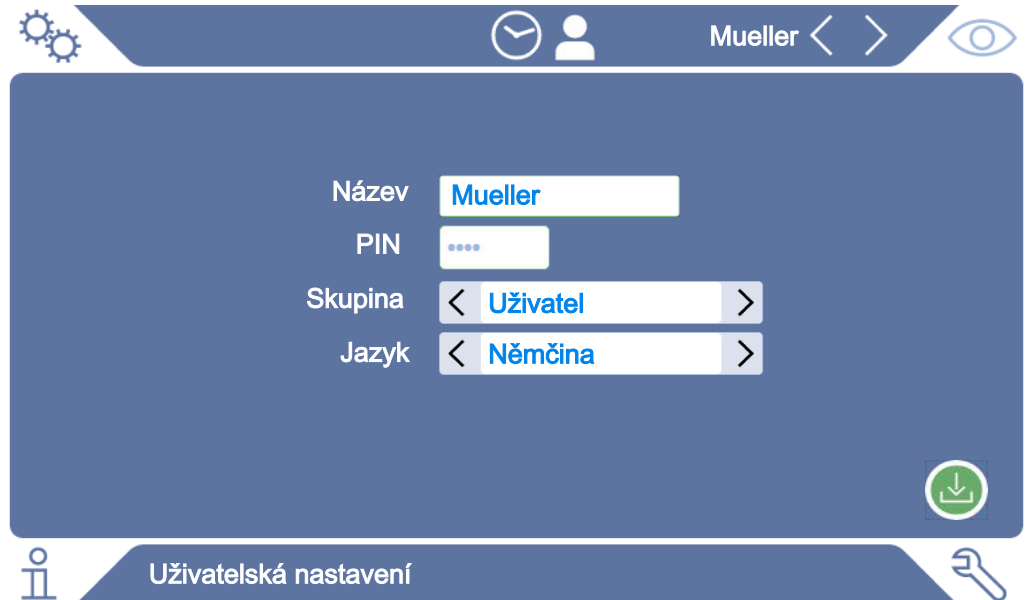 Mueller
Název Mueller
PIN ••••
Skupina Uživatel
Jazyk Němčina
Uživatelská nastavení